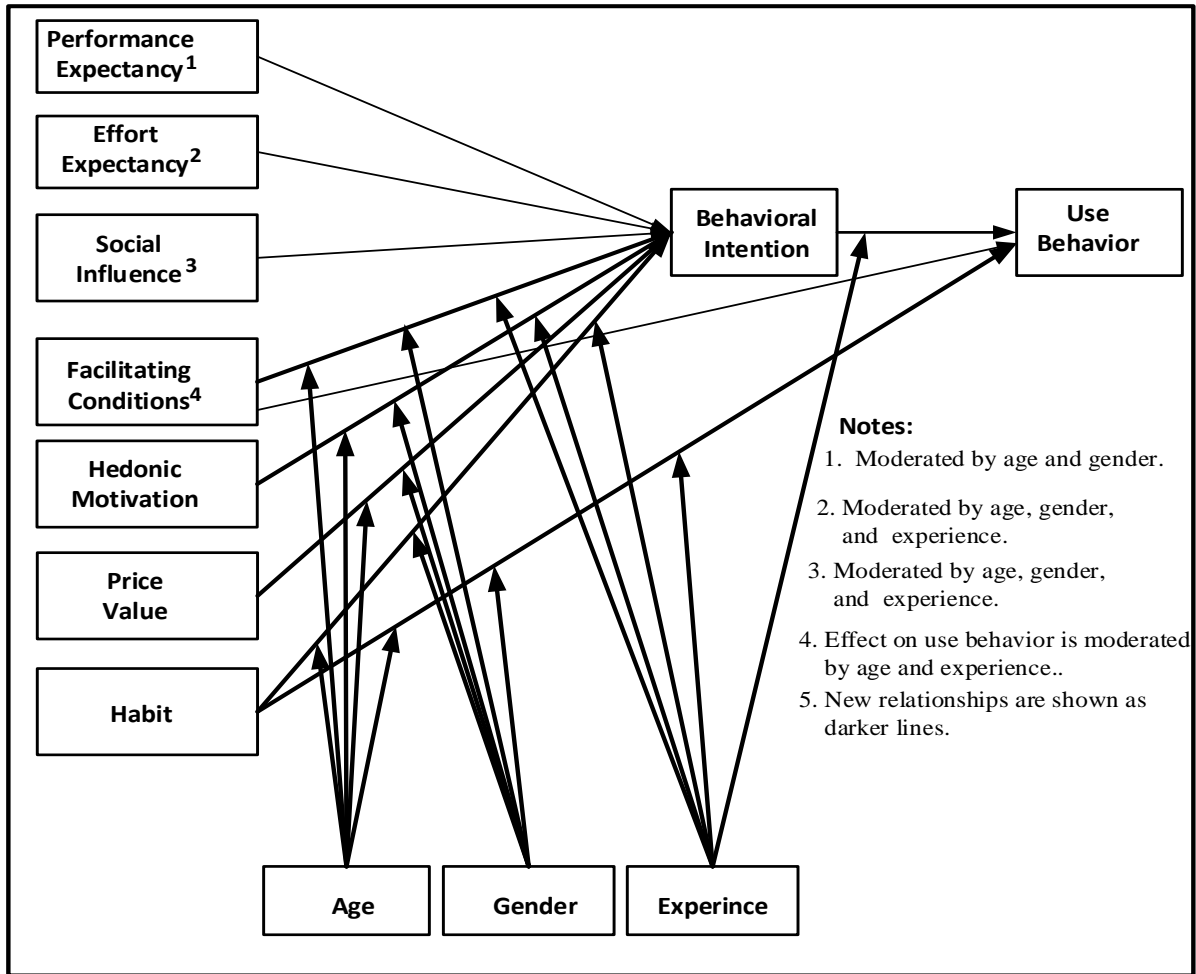 Performance
Expectancy1
Effort
Expectancy2
Social
Influence3
Facilitating
Conditions4
Hedonic
Motivation
Price
Value
Habit
Behavioral
Intention
Use
Behavior
Notes:
1. Moderated by age and gender.
2. Moderated by age, gender,
and experience.
3. Moderated by age, gender,
and experience.
4. Effect on use behavior is moderated
by age and experience..
5. New relationships are shown as
darker lines.
Age
Gender
Experince